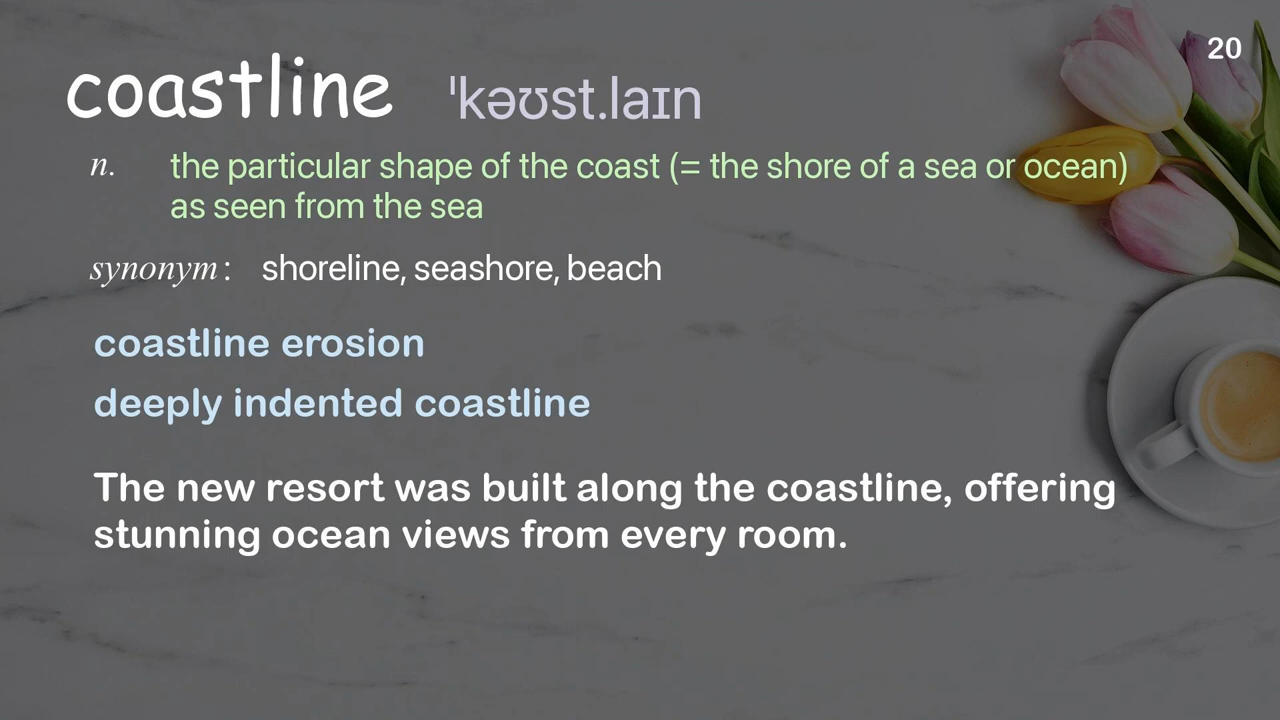 20
coastline ˈkəʊst.laɪn
n. the particular shape of the coast (= the shore of a sea or ocean)
as seen from the sea
synonym: shoreline, seashore, beach
coastline erosion
deeply indented coastline
The new resort was built along the coastline, offering
stunning ocean views from every room.